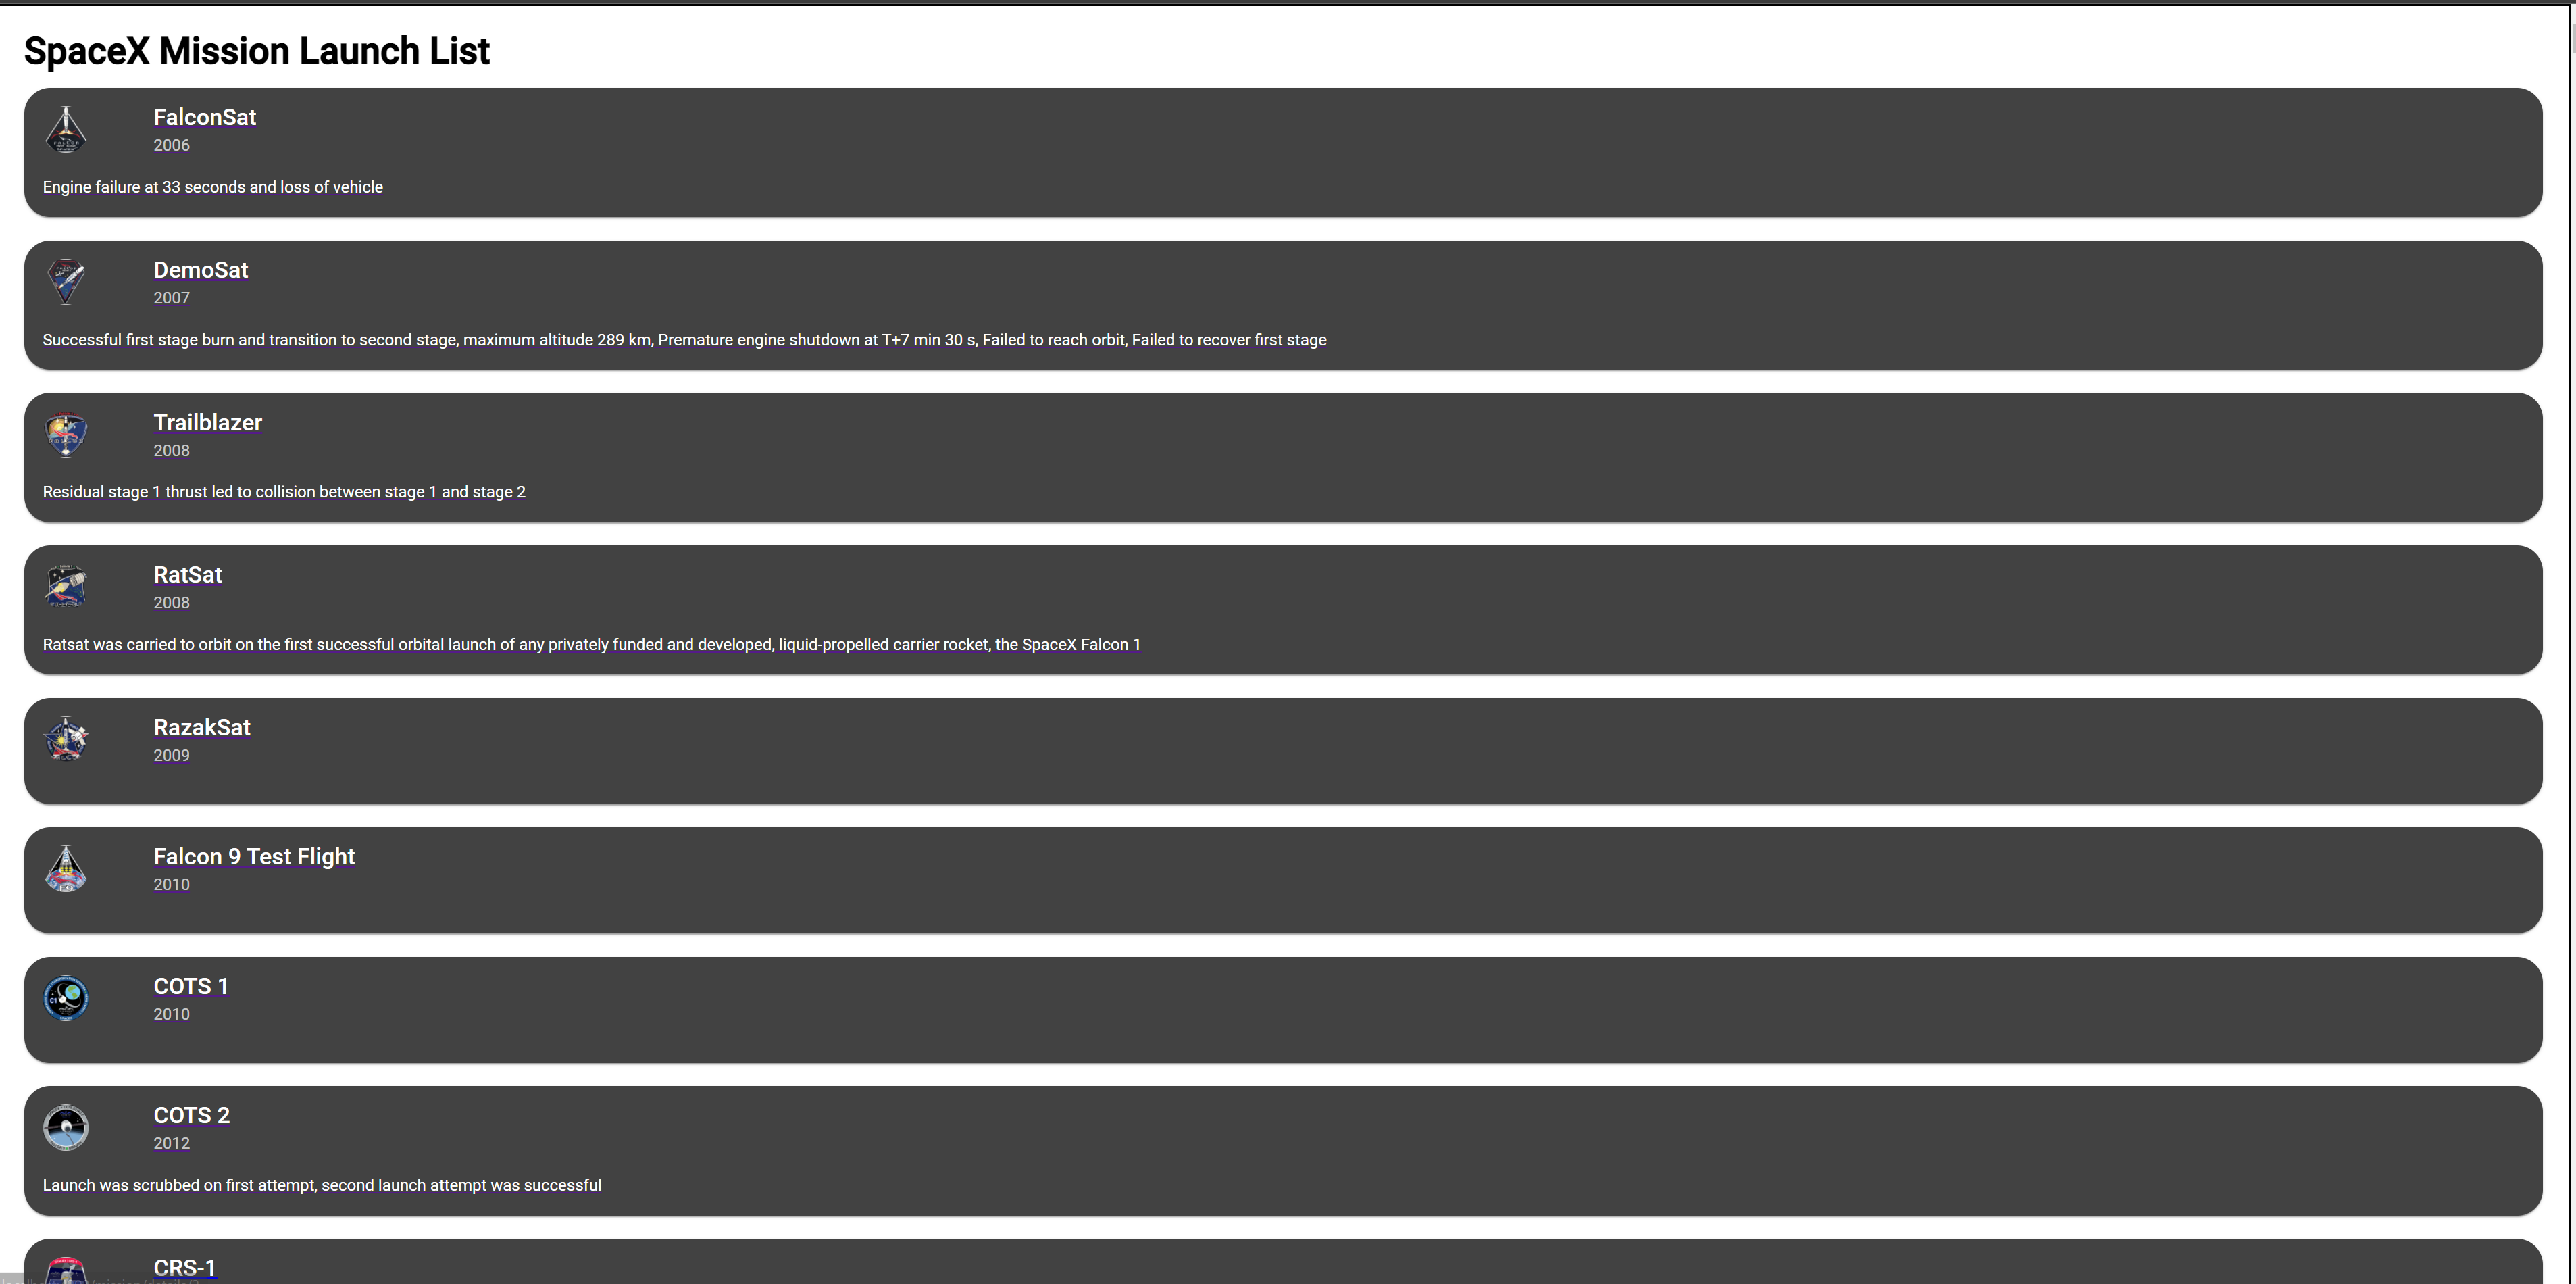 SpaceX Mission Launch List
FalconSat
2006
Engine failure at 33 seconds and loss of vehicle
DemoSat
2007
Successful first stage burn and transition to second stage, maximum altitude 289 km, Premature engine shutdown at T+7 min 30 s, Failed to reach orbit, Failed to recover first stage
Trailblazer
2008
Residual stage 1 thrust led to collision between stage 1 and stage 2
RatSat
2008
Ratsat was carried to orbit on the first successful orbital launch of any privately funded and developed, liquid-propelled carrier rocket, the SpaceX Falcon 1
RazakSat
2009
Falcon 9 Test Flight
2010
COTS 1
2010
COTS 2
2012
Launch was scrubbed on first attempt, second launch attempt was successful
CRS-1